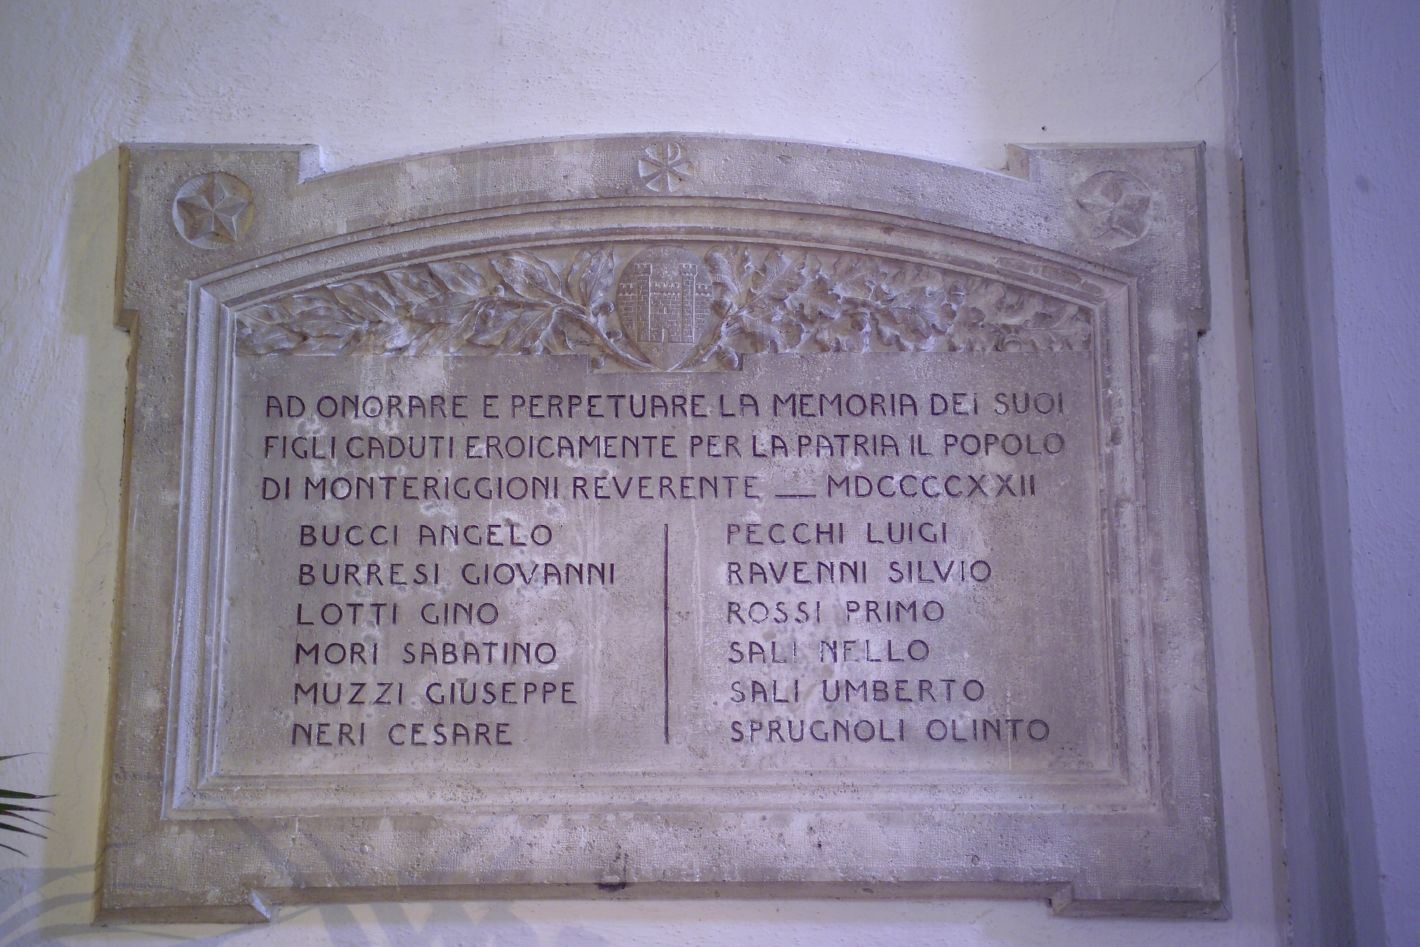 AD ONORARE E PERPETUARE LA MEMORIA DEI SUOI
FIGLI CADUTI EROICAMENTE PER LA PATRIA IL POPOLO
DI MONTERIGGIONI REVERENTE — MDCCCCXXII
BUCCI ANGELO
BURRESI GIOVANNI
LOTTI GINO
MORI SABATINO
MUZZI GIUSEPPE
NERI CESARE
PECCHI LUIGI
RAVENNI SILVIO
ROSSI PRIMO
SALI NELLO
SALI UMBERTO
SPRUGNOLI OLINTO